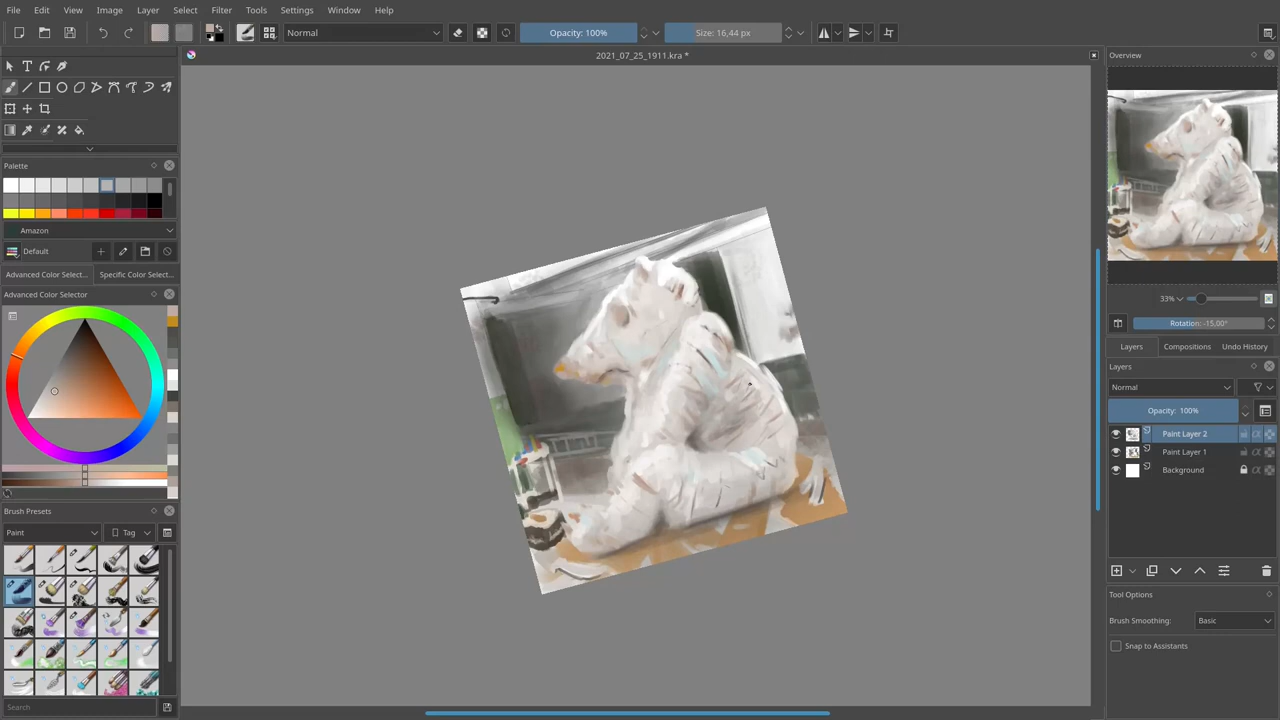 File Edit View Image Layer Select Filter Tools Settings Window Help
Normal Opacity: 100% Size: 16,44 px
2021_07_25_1911.kra *
Overview
Palette
Amazon
Default
Advanced Color Select... Specific Color Select...
Advanced Color Selector
Brush Presets
Paint Tag
Search
33%
Rotation: -15,00°
Layers Compositions Undo History
Layers
Normal
Opacity: 100%
Paint Layer 2
Paint Layer 1
Background
Tool Options
Brush Smoothing: Basic
Snap to Assistants